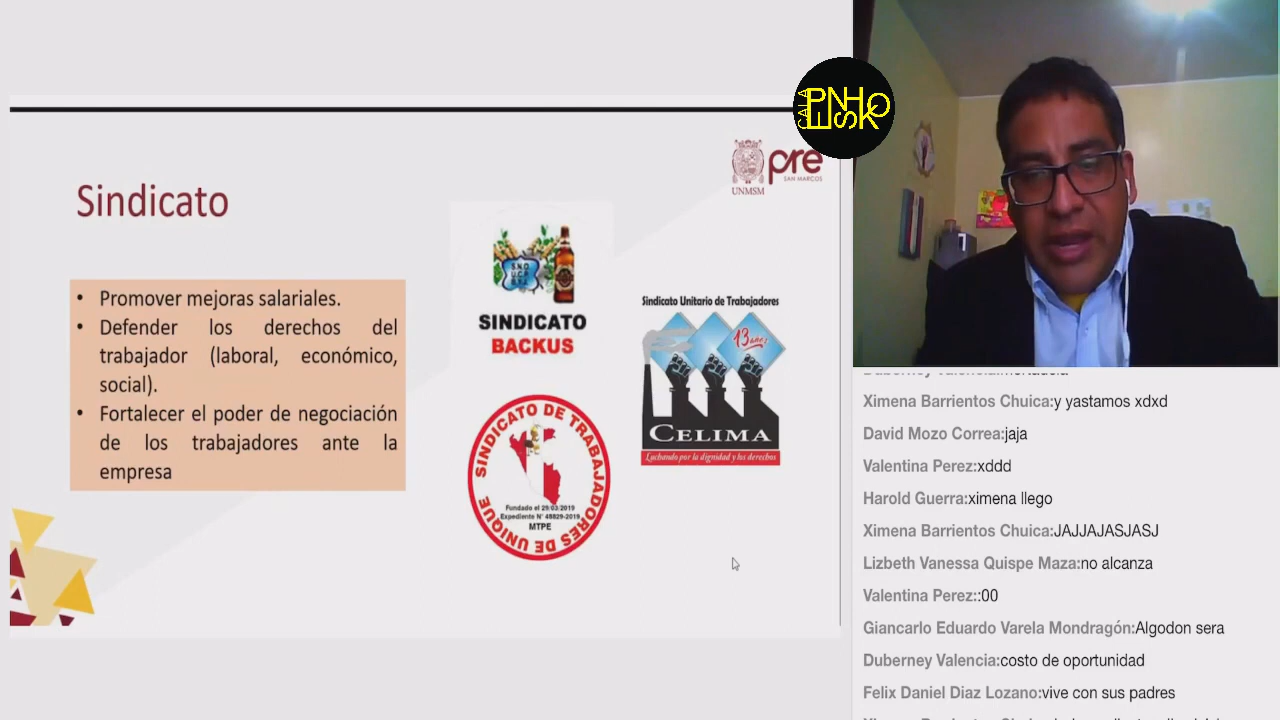 Sindicato
• Promover mejoras salariales.
• Defender los derechos del
trabajador (laboral, económico,
social).
• Fortalecer el poder de negociación
de los trabajadores ante la
empresa
SINDICATO
BACKUS
SINDICATO DE TRABAJADORES DE UNIQUE
Fundado el 29/03/2019
Expediente N° 48829-2019
MTPE
Sindicato Unitario de Trabajadores
13 años
CELIMA
Luchando por la dignidad y los derechos
UNMSM
pre
SAN MARCOS
Ximena Barrientos Chuica:y yastamos xdxd
David Mozo Correa:jaja
Valentina Perez:xddd
Harold Guerra:ximena llego
Ximena Barrientos Chuica:JAJJAJASJASJ
Lizbeth Vanessa Quispe Maza:no alcanza
Valentina Perez::00
Giancarlo Eduardo Varela Mondragón:Algodon sera
Duberney Valencia:costo de oportunidad
Felix Daniel Diaz Lozano:vive con sus padres